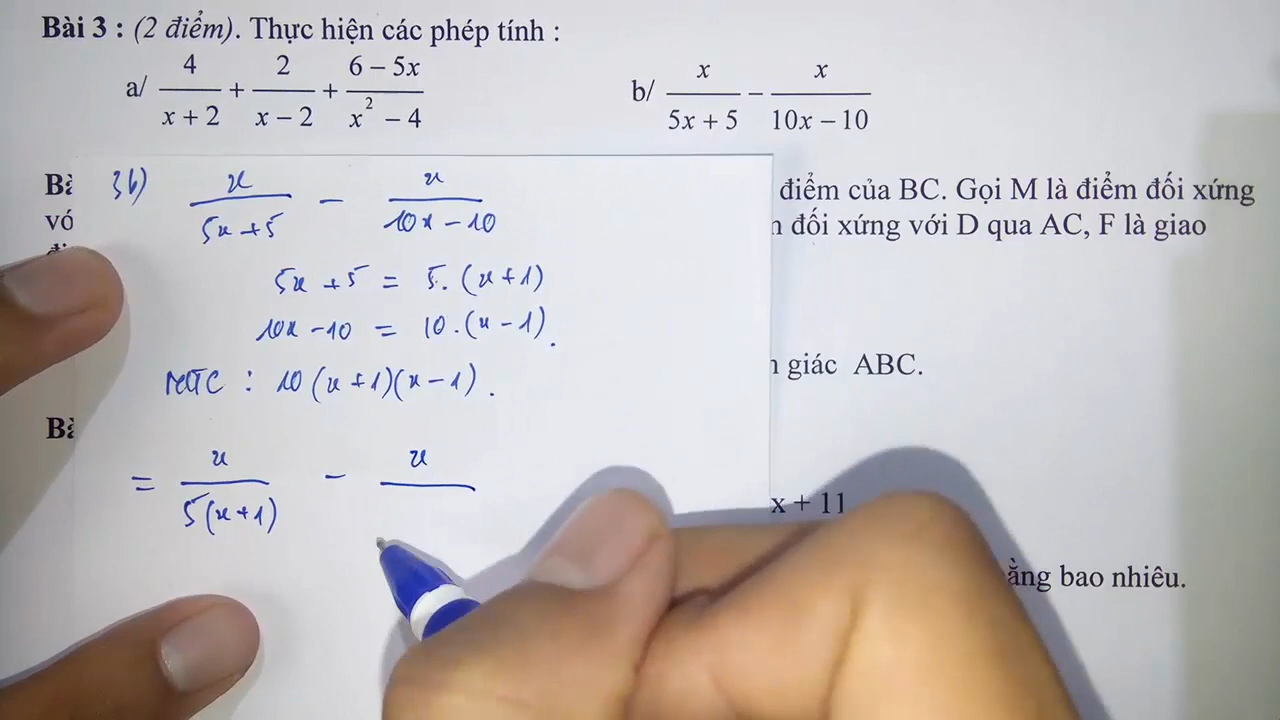 Bài 3 : (2 điểm). Thực hiện các phép tính :
a/ 4/(x + 2) + 2/(x − 2) + (6 − 5x)/(x² − 4) b/ x/(5x + 5) − x/(10x − 10)
3b) x/(5x+5) − x/(10x − 10)
điểm của BC. Gọi M là điểm đối xứng
đối xứng với D qua AC, F là giao
5x + 5 = 5. (x+1)
10x − 10 = 10.(x − 1).
giác ABC.
MTC : 10(x+1)(x−1).
= x/5(x+1) − x
x + 11
bao nhiêu.